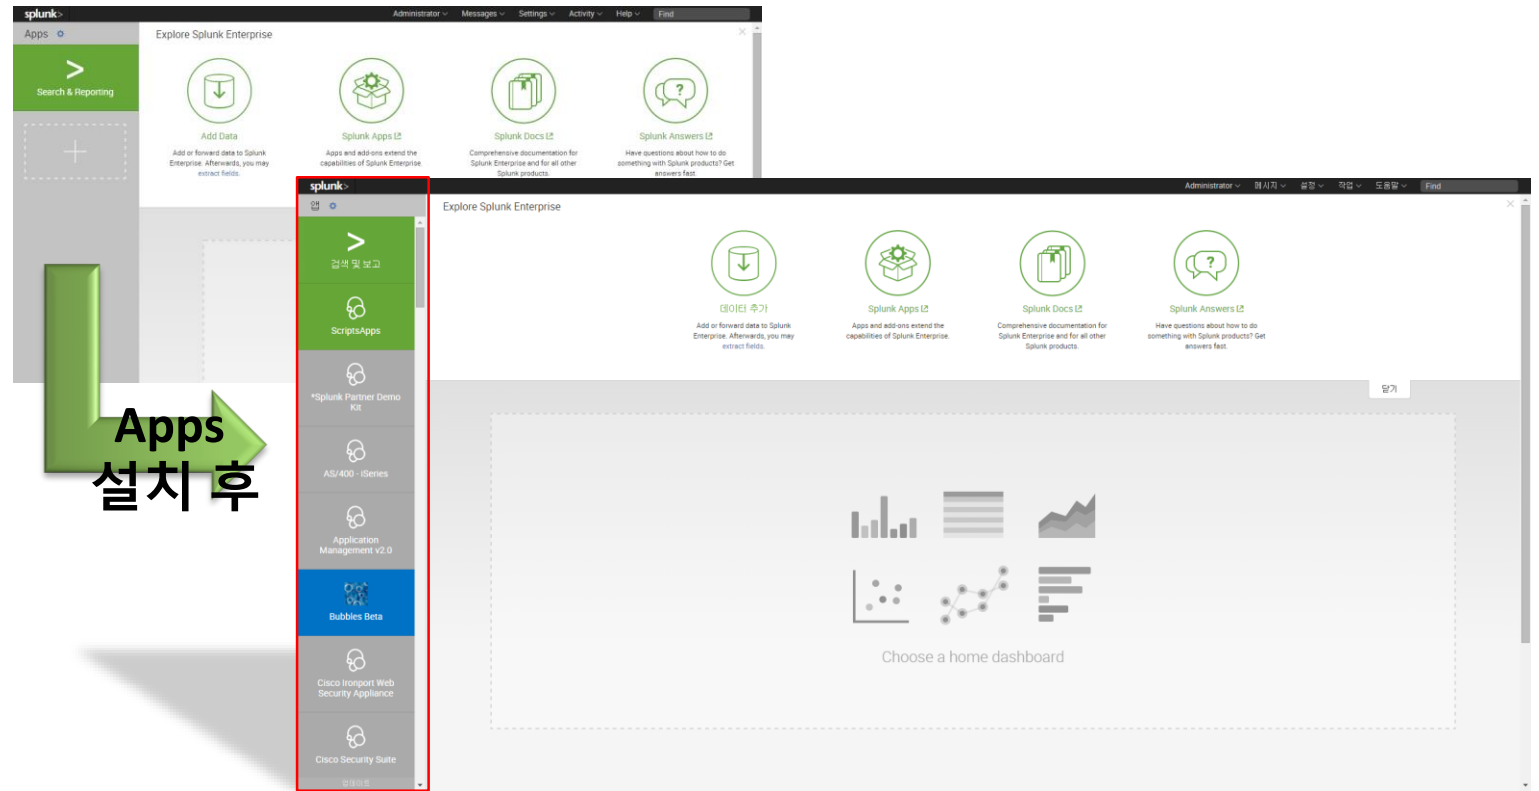 splunk>
Administrator Messages Settings Activity Help Find
Apps
Explore Splunk Enterprise
>
Search & Reporting
Add Data
Add or forward data to Splunk
Enterprise. Afterwards, you may
extract fields.
Splunk Apps
Apps and add-ons extend the
capabilities of Splunk Enterprise.
Splunk Docs
Comprehensive documentation for
Splunk Enterprise and for all other
Splunk products.
Splunk Answers
Have questions about how to do
something with Splunk products? Get
answers fast.
Apps
설치 후
splunk>
Administrator 메시지 설정 작업 도움말 Find
앱
Explore Splunk Enterprise
>
검색 및 보고
ScriptsApps
*Splunk Partner Demo
Kit
AS/400 - iSeries
Application
Management v2.0
Bubbles Beta
Cisco Ironport Web
Security Appliance
Cisco Security Suite
업데이트
데이터 추가
Add or forward data to Splunk
Enterprise. Afterwards, you may
extract fields.
Splunk Apps
Apps and add-ons extend the
capabilities of Splunk Enterprise.
Splunk Docs
Comprehensive documentation for
Splunk Enterprise and for all other
Splunk products.
Splunk Answers
Have questions about how to do
something with Splunk products? Get
answers fast.
닫기
Choose a home dashboard